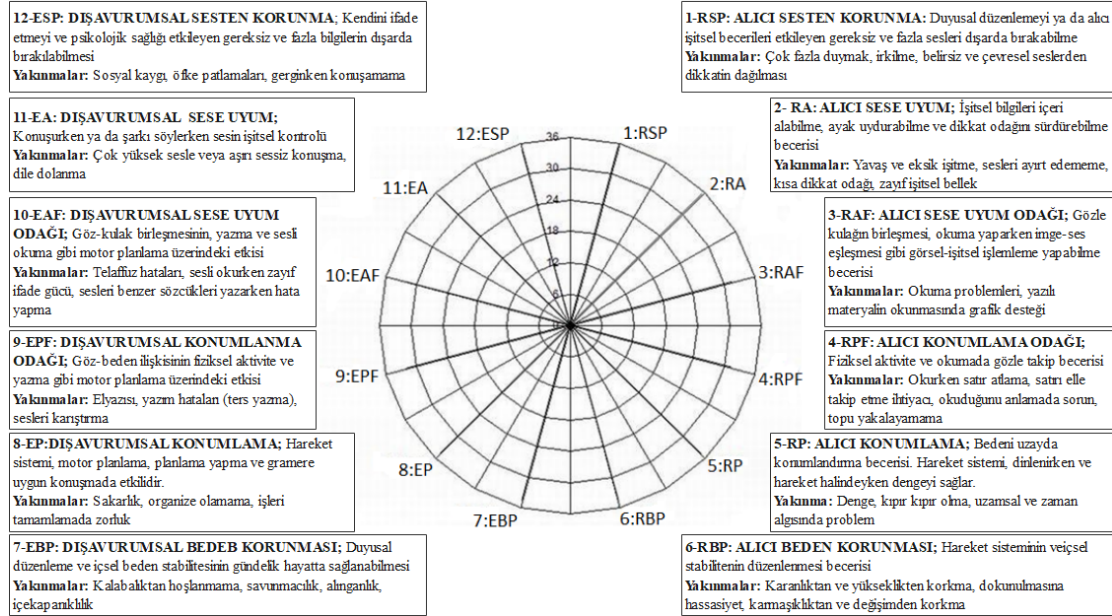 12-ESP: DIŞAVURUMSAL SESTEN KORUNMA; Kendini ifade
etmeyi ve psikolojik sağlığı etkileyen gereksiz ve fazla bilgilerin dışarda
bırakılabilmesi
Yakınmalar: Sosyal kaygı, öfke patlamaları, gerginken konuşamama
11-EA: DIŞAVURUMSAL SESE UYUM;
Konuşurken ya da şarkı söylerken sesin işitsel kontrolü
Yakınmalar: Çok yüksek sesle veya aşırı sessiz konuşma,
dile dolanma
10-EAF: DIŞAVURUMSAL SESE UYUM
ODAĞI; Göz-kulak birleşmesinin, yazma ve sesli
okuma gibi motor planlama üzerindeki etkisi
Yakınmalar: Telaffuz hataları, sesli okurken zayıf
ifade gücü, sesleri benzer sözcükleri yazarken hata
yapma
9-EPF: DIŞAVURUMSAL KONUMLANMA
ODAĞI; Göz-beden ilişkisinin fiziksel aktivite ve
yazma gibi motor planlama üzerindeki etkisi
Yakınmalar: Elyazısı, yazım hataları (ters yazma),
sesleri karıştırma
8-EP:DIŞAVURUMSAL KONUMLAMA; Hareket
sistemi, motor planlama, planlama yapma ve gramere
uygun konuşmada etkilidir.
Yakınmalar: Sakarlık, organize olamama, işleri
tamamlamada zorluk
7-EBP: DIŞAVURUMSAL BEDEB KORUNMASI; Duyusal
düzenleme ve içsel beden stabilitesinin gündelik hayatta sağlanabilmesi
Yakınmalar: Kalabalıktan hoşlanmama, savunmacılık, alınganlık,
içekapanıklılık
12:ESP
36
1:RSP
11:EA
30
2:RA
24
18
10:EAF
12
3:RAF
6
0
9:EPF
4:RPF
8:EP
5:RP
7:EBP
6:RBP
1-RSP: ALICI SESTEN KORUNMA: Duyusal düzenlemeyi ya da alıcı
işitsel becerileri etkileyen gereksiz ve fazla sesleri dışarda bırakabilme
Yakınmalar: Çok fazla duymak, irkilme, belirsiz ve çevresel seslerden
dikkatin dağılması
2- RA: ALICI SESE UYUM; İşitsel bilgileri içeri
alabilme, ayak uydurabilme ve dikkat odağını sürdürebilme
becerisi
Yakınmalar: Yavaş ve eksik işitme, sesleri ayırt edememe,
kısa dikkat odağı, zayıf işitsel bellek
3-RAF: ALICI SESE UYUM ODAĞI; Gözle
kulağın birleşmesi, okuma yaparken imge-ses
eşleşmesi gibi görsel-işitsel işlemleme yapabilme
becerisi
Yakınmalar: Okuma problemleri, yazılı
materyalin okunmasında grafik desteği
4-RPF: ALICI KONUMLAMA ODAĞI;
Fiziksel aktivite ve okumada gözle takip becerisi
Yakınmalar: Okurken satır atlama, satırı elle
takip etme ihtiyacı, okuduğunu anlamada sorun,
topu yakalayamama
5-RP: ALICI KONUMLAMA; Bedeni uzayda
konumlandırma becerisi. Hareket sistemi, dinlenirken ve
hareket halindeyken dengeyi sağlar.
Yakınma: Denge, kıpır kıpır olma, uzamsal ve zaman
algısında problem
6-RBP: ALICI BEDEN KORUNMASI; Hareket sisteminin veiçsel
stabilitenin düzenlenmesi becerisi
Yakınmalar: Karanlıktan ve yükseklikten korkma, dokunulmasına
hassasiyet, karmaşıklıktan ve değişimden korkma